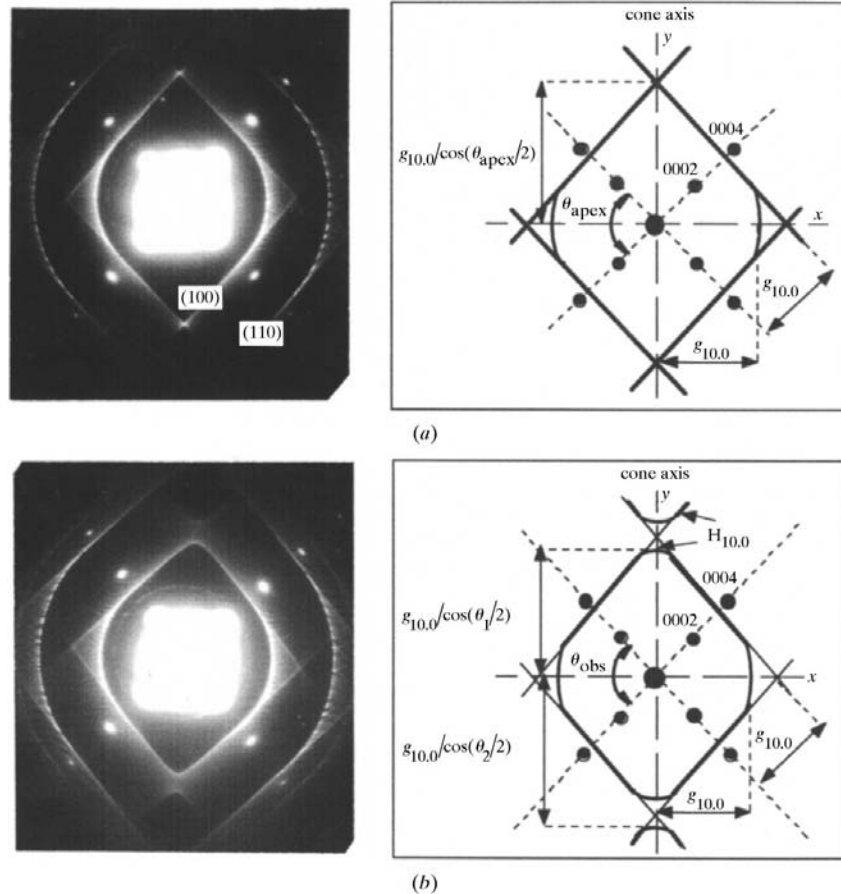 (100)
(110)
cone axis
y
g10.0/cos(θapex/2)
0004
0002
θapex
x
g10.0
g10.0
(a)
cone axis
y
H10.0
g10.0/cos(θ1/2)
0004
0002
θobs
x
g10.0/cos(θ2/2)
g10.0
g10.0
(b)